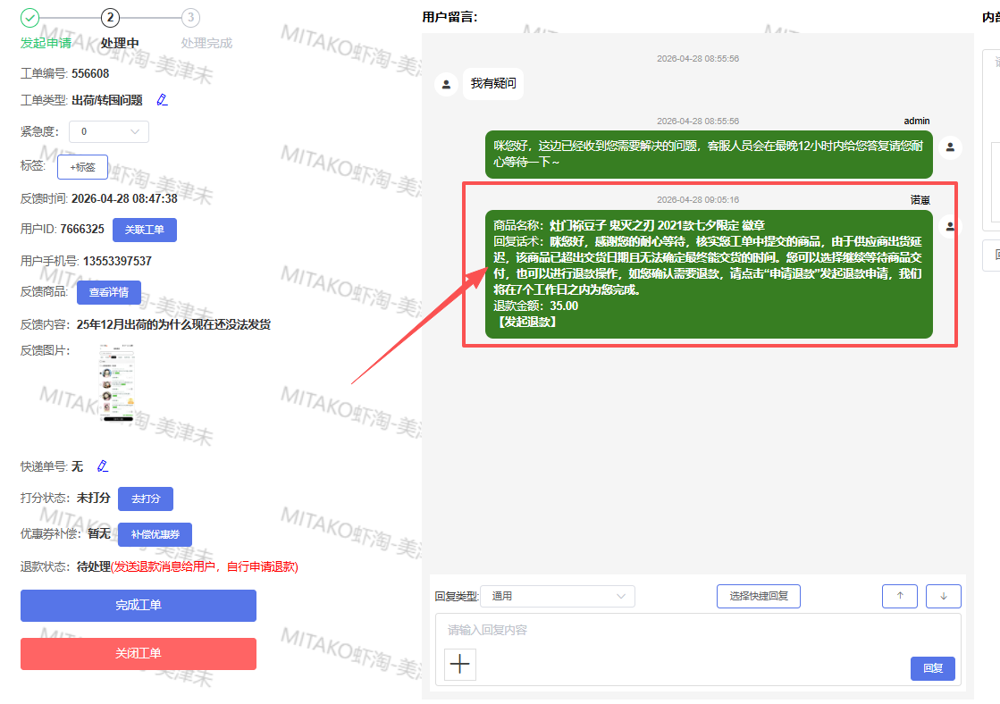 发起申请
2
处理中
3
处理完成
工单编号: 556608
工单类型: 出荷/转囤问题
紧急度: 0
标签: +标签
反馈时间: 2026-04-28 08:47:38
用户ID: 7666325 关联工单
用户手机号: 13553397537
反馈商品: 查看详情
反馈内容: 25年12月出荷的为什么现在还没法发货
反馈图片:
快递单号: 无
打分状态: 未打分 去打分
优惠券补偿: 暂无 补偿优惠券
退款状态: 待处理(发送退款消息给用户，自行申请退款)
完成工单
关闭工单
用户留言:
2026-04-28 08:55:56
我有疑问
2026-04-28 08:55:56 admin
咪您好，这边已经收到您需要解决的问题，客服人员会在最晚12小时内给您答复请您耐
心等待一下~
2026-04-28 09:05:16 诺崽
商品名称：灶门祢豆子 鬼灭之刃 2021款七夕限定 徽章
回复话术：咪您好，感谢您的耐心等待，核实您工单中提交的商品，由于供应商出货延
迟，该商品已超出交货日期且无法确定最终能交货的时间。您可以选择继续等待商品交
付，也可以进行退款操作，如您确认需要退款，请点击“申请退款”发起退款申请，我们
将在7个工作日之内为您完成。
退款金额：35.00
【发起退款】
回复类型: 通用
选择快捷回复
↑
↓
请输入回复内容
回复
MITAKO虾淘-美津未